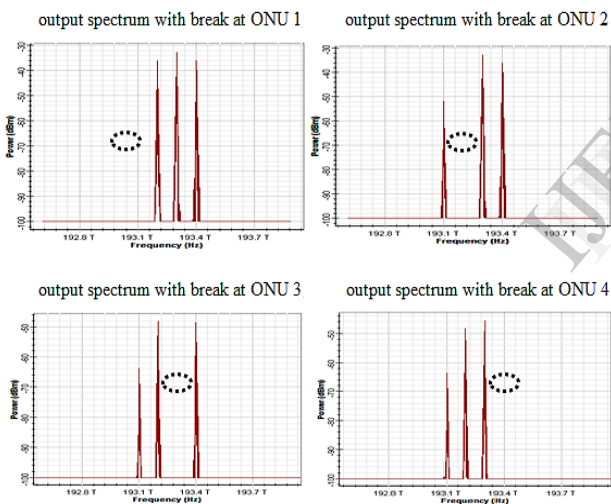 output spectrum with break at ONU 1
output spectrum with break at ONU 2
Power (dBm)
-30
-40
-50
-60
-70
-80
-90
-100
192.8 T 193.1 T 193.4 T 193.7 T
Frequency (Hz)
Power (dBm)
-30
-40
-50
-60
-70
-80
-90
-100
192.8 T 193.1 T 193.4 T 193.7 T
Frequency (Hz)
output spectrum with break at ONU 3
output spectrum with break at ONU 4
Power (dBm)
-50
-60
-70
-80
-90
-100
192.8 T 193.1 T 193.4 T 193.7 T
Frequency (Hz)
Power (dBm)
-50
-60
-70
-80
-90
-100
192.8 T 193.1 T 193.4 T 193.7 T
Frequency (Hz)